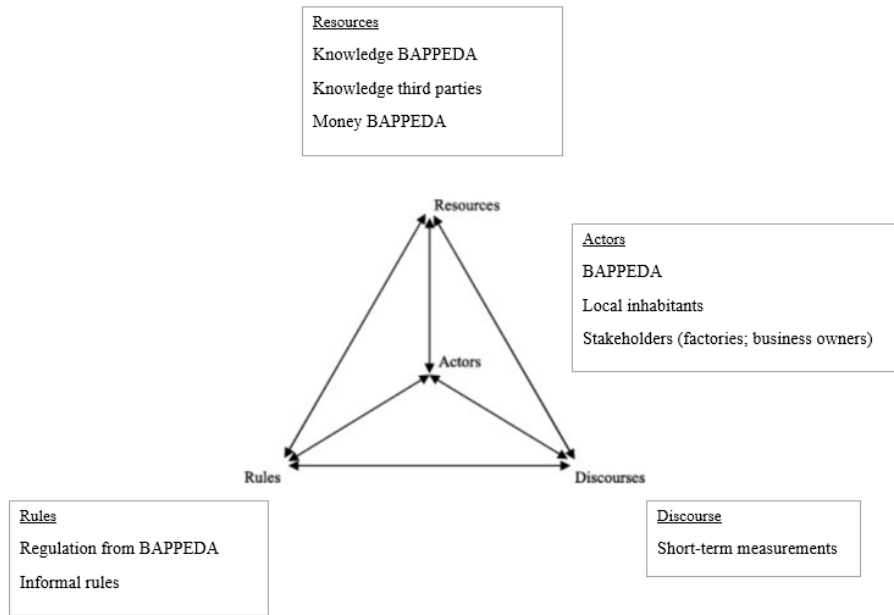 Resources
Knowledge BAPPEDA
Knowledge third parties
Money BAPPEDA
Resources
Actors
BAPPEDA
Local inhabitants
Stakeholders (factories; business owners)
Actors
Rules
Discourses
Rules
Regulation from BAPPEDA
Informal rules
Discourse
Short-term measurements